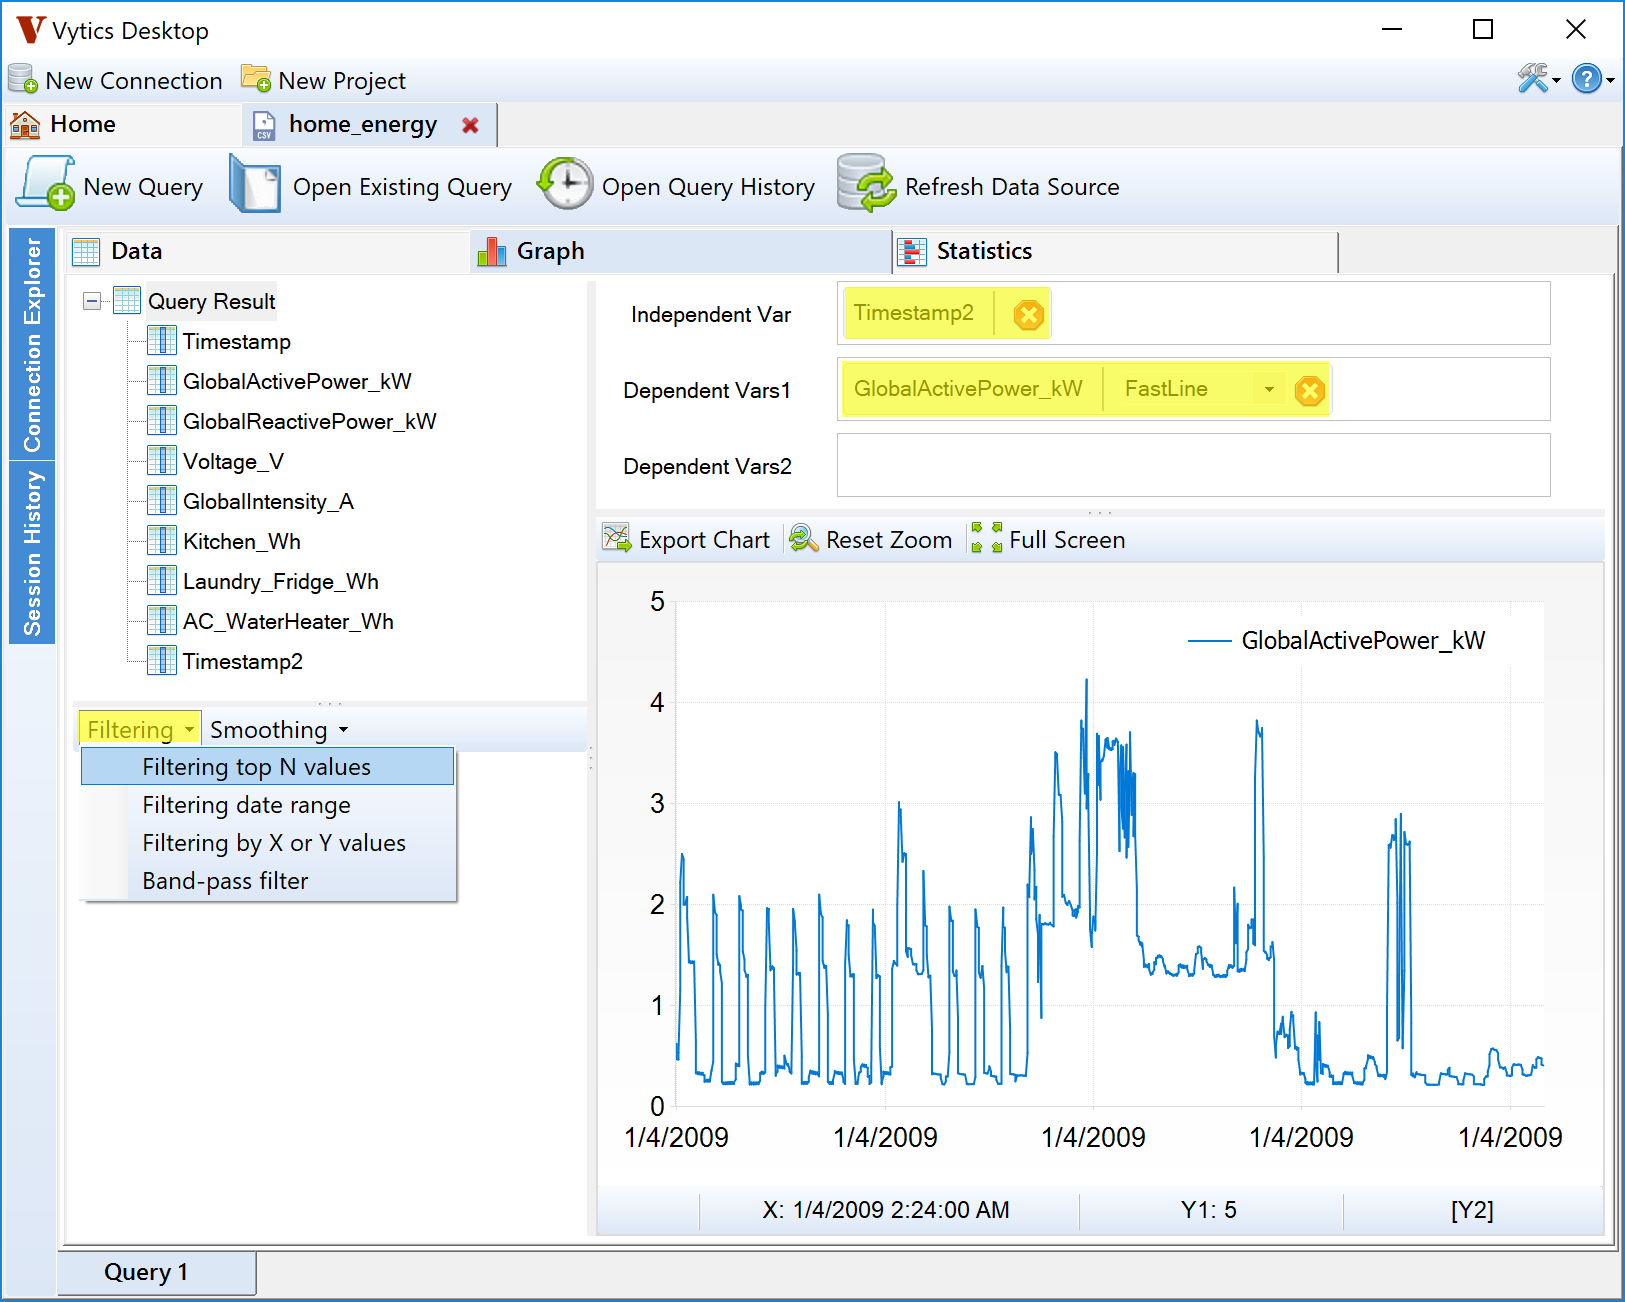 Vytics Desktop
New Connection New Project
Home home_energy
New Query Open Existing Query Open Query History Refresh Data Source
Connection Explorer
Session History
Data Graph Statistics
Query Result
Timestamp
GlobalActivePower_kW
GlobalReactivePower_kW
Voltage_V
GlobalIntensity_A
Kitchen_Wh
Laundry_Fridge_Wh
AC_WaterHeater_Wh
Timestamp2
Filtering Smoothing
Filtering top N values
Filtering date range
Filtering by X or Y values
Band-pass filter
Independent Var Timestamp2
Dependent Vars1 GlobalActivePower_kW FastLine
Dependent Vars2
Export Chart Reset Zoom Full Screen
GlobalActivePower_kW
5
4
3
2
1
0
1/4/2009 1/4/2009 1/4/2009 1/4/2009 1/4/2009
X: 1/4/2009 2:24:00 AM Y1: 5 [Y2]
Query 1